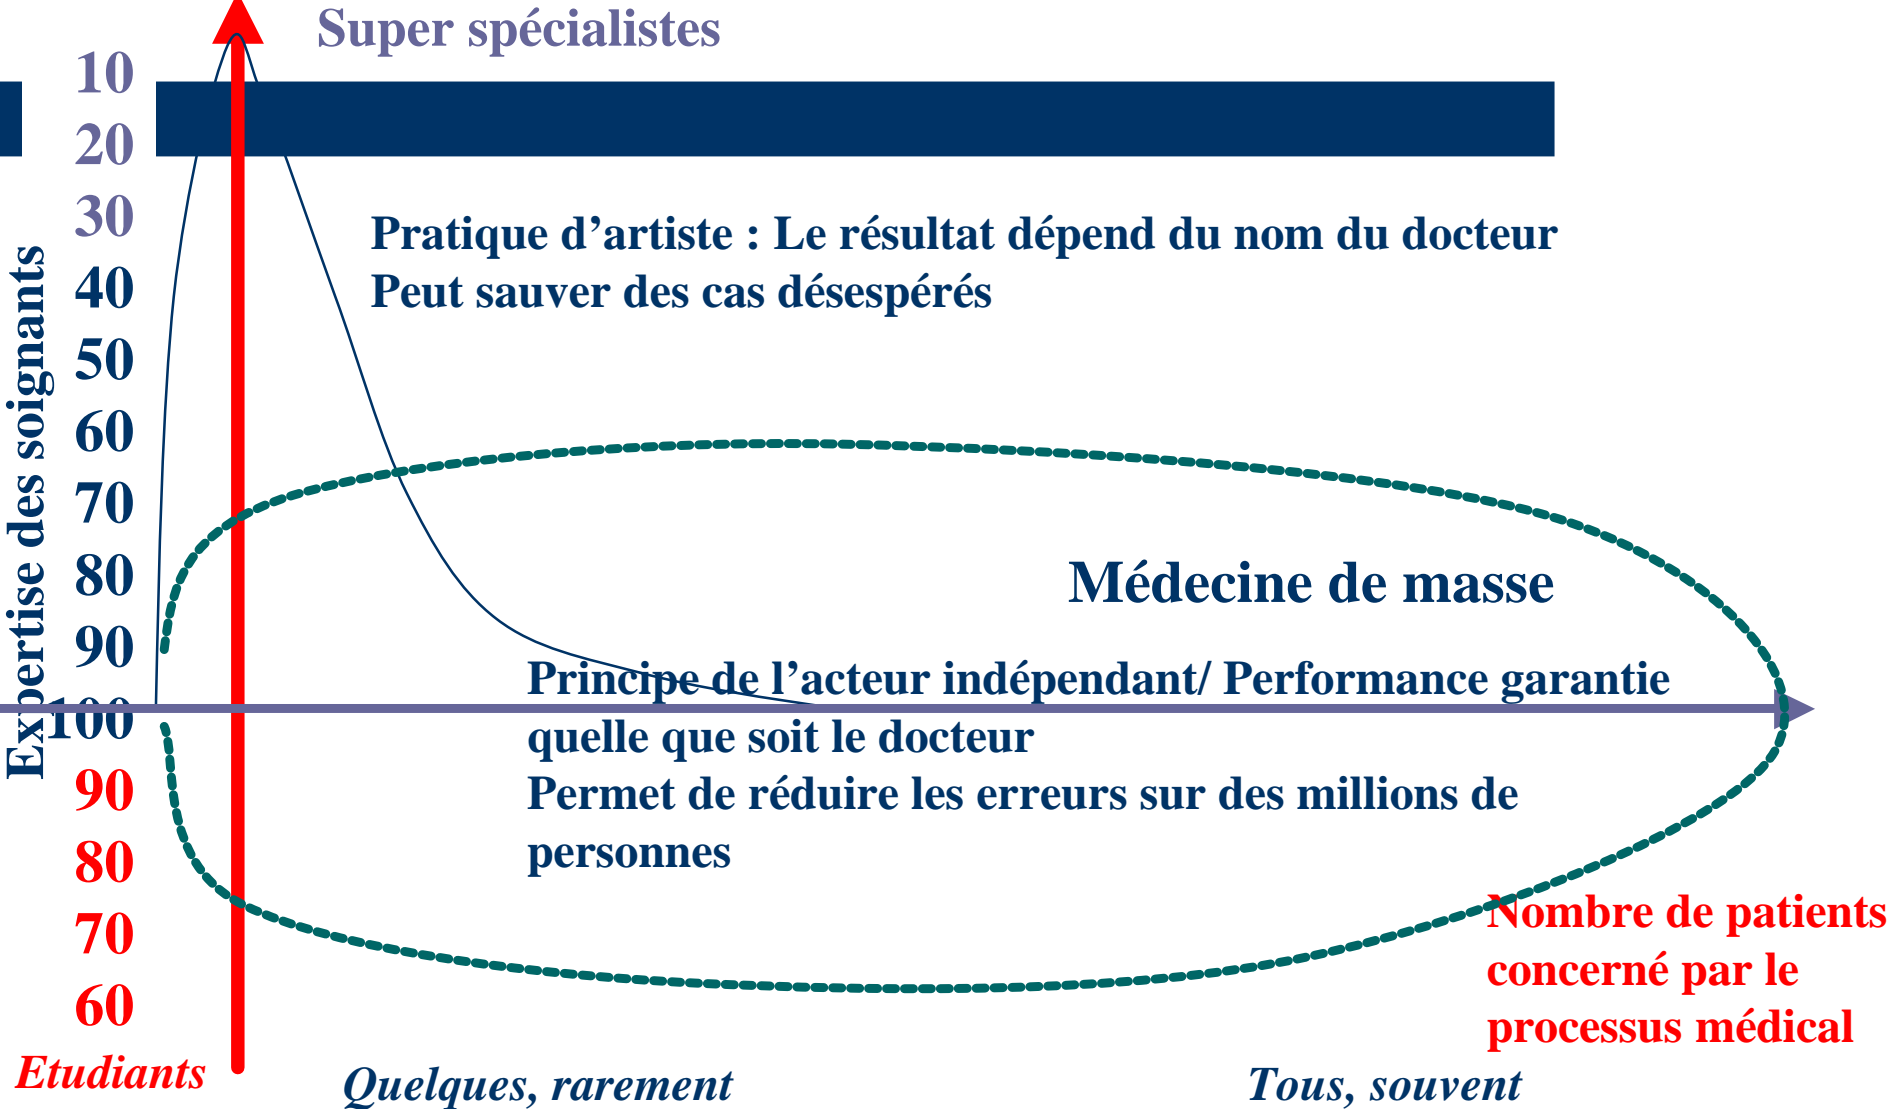 Super spécialistes
10
20
30
40
50
60
70
80
90
100
90
80
70
60
Expertise des soignants
Pratique d’artiste : Le résultat dépend du nom du docteur
Peut sauver des cas désespérés
Médecine de masse
Principe de l’acteur indépendant/ Performance garantie
quelle que soit le docteur
Permet de réduire les erreurs sur des millions de
personnes
Nombre de patients
concerné par le
processus médical
Etudiants
Quelques, rarement
Tous, souvent